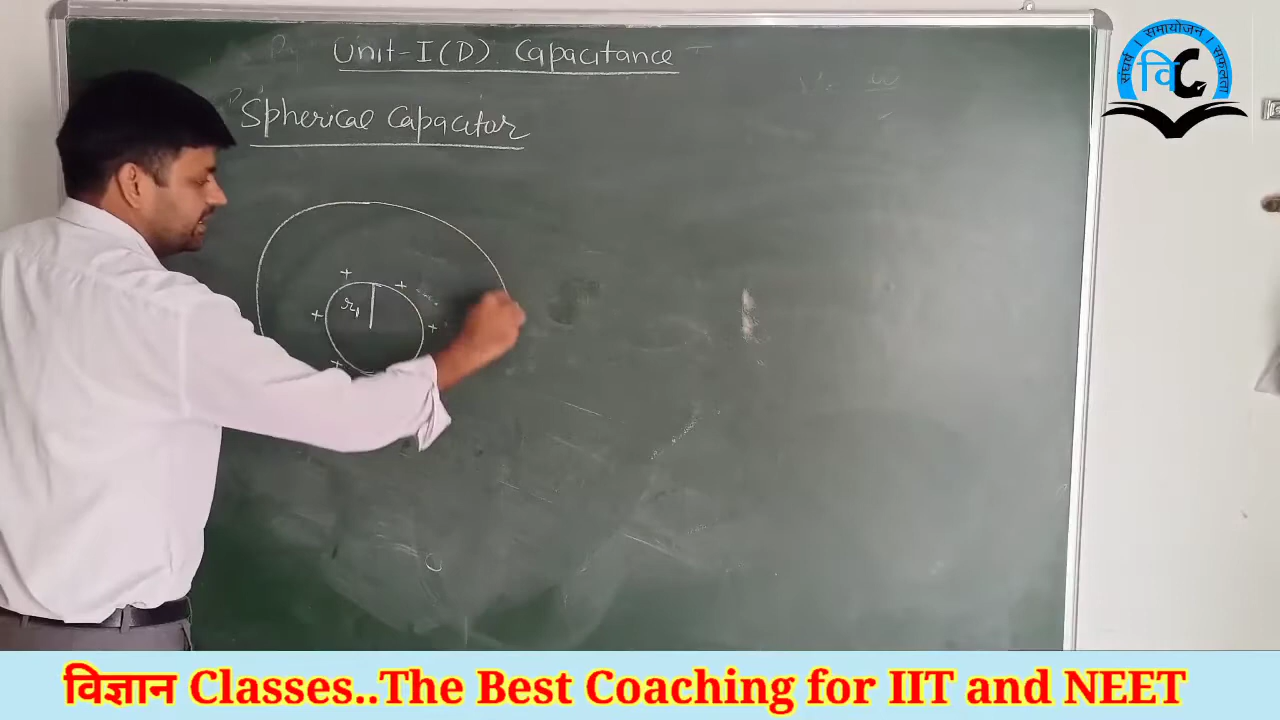 Unit-I(D) Capacitance
Spherical Capacitor
+ +
r₁
+ +
+
संघर्ष । समायोजन । सफलता
वि
विज्ञान Classes..The Best Coaching for IIT and NEET